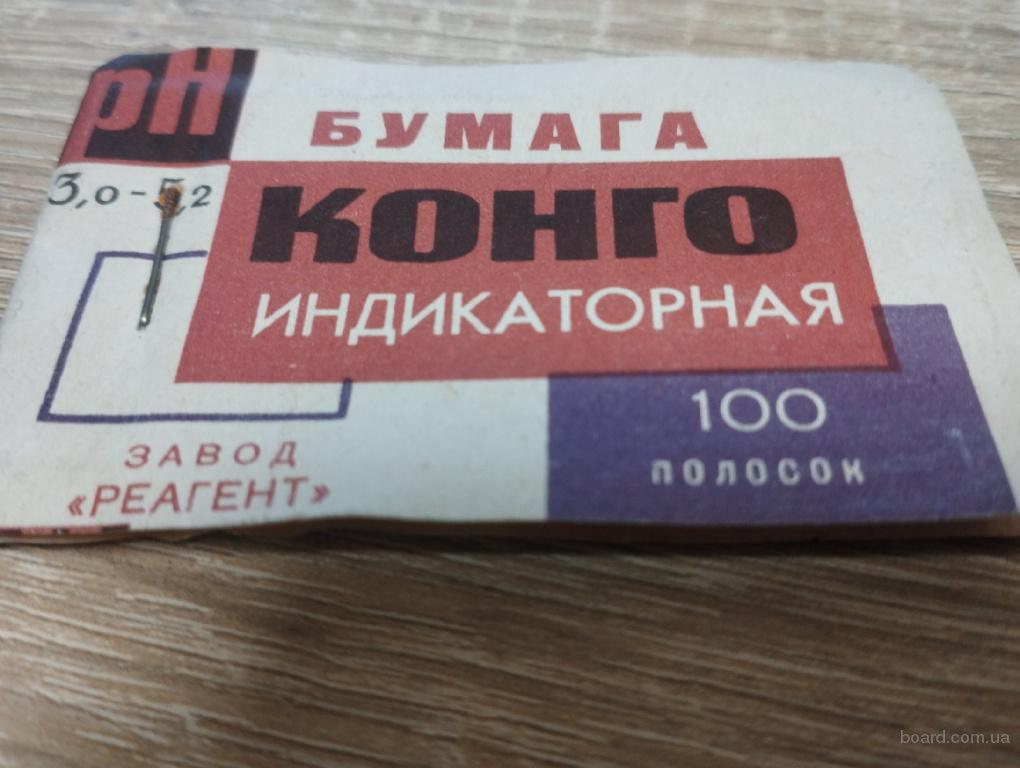 pH
БУМАГА
3,0-5,2
КОНГО
ИНДИКАТОРНАЯ
100
ПОЛОСОК
ЗАВОД
«РЕАГЕНТ»
board.com.ua